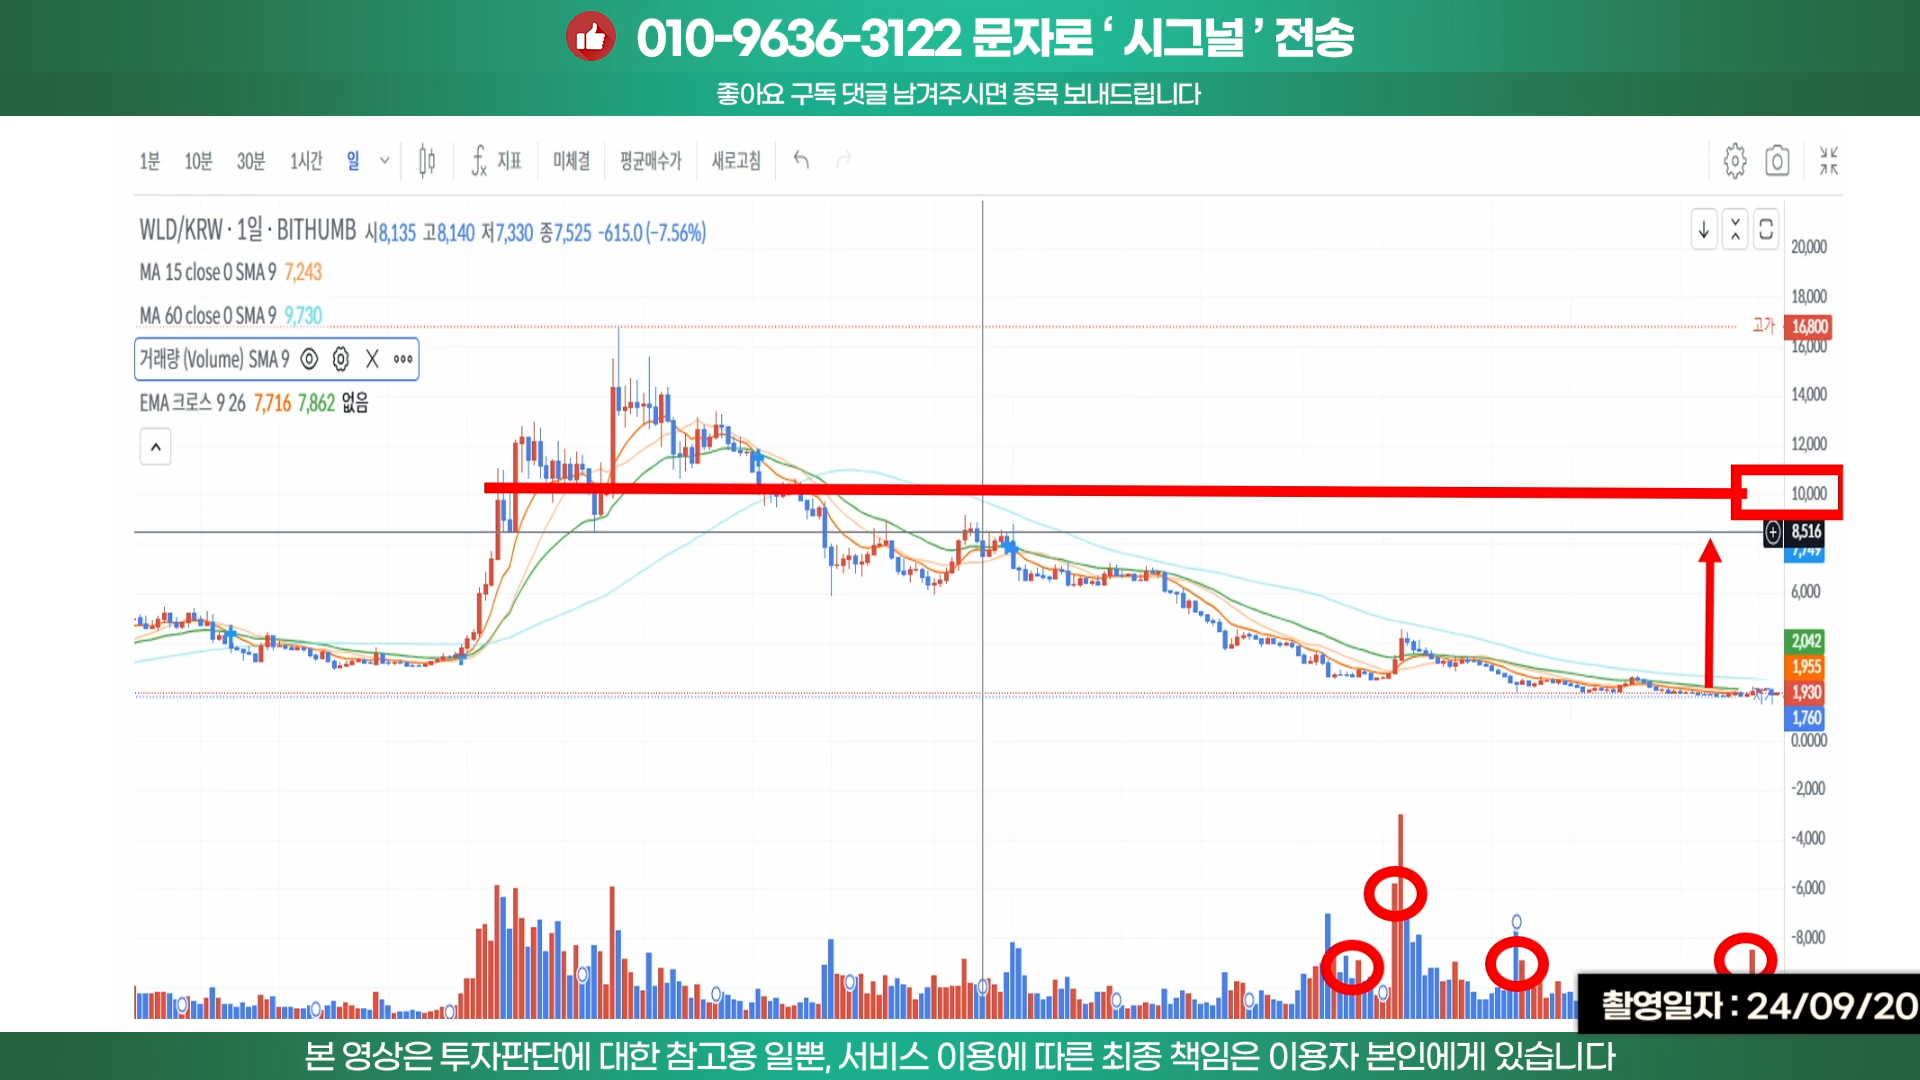 010-9636-3122 문자로 ‘ 시그널 ’ 전송
좋아요 구독 댓글 남겨주시면 종목 보내드립니다
1분 10분 30분 1시간 일 지표 미체결 평균매수가 새로고침
WLD/KRW · 1일 · BITHUMB 시8,135 고8,140 저7,330 종7,525 -615.0 (-7.56%)
MA 15 close 0 SMA 9 7,243
MA 60 close 0 SMA 9 9,730
거래량 (Volume) SMA 9
EMA 크로스 9 26 7,716 7,862 없음
20,000
18,000
고가 16,800
16,000
14,000
12,000
10,000
8,516
7,749
6,000
2,042
1,955
1,930
1,760
0.0000
-2,000
-4,000
-6,000
-8,000
촬영일자 : 24/09/20
본 영상은 투자판단에 대한 참고용 일뿐, 서비스 이용에 따른 최종 책임은 이용자 본인에게 있습니다